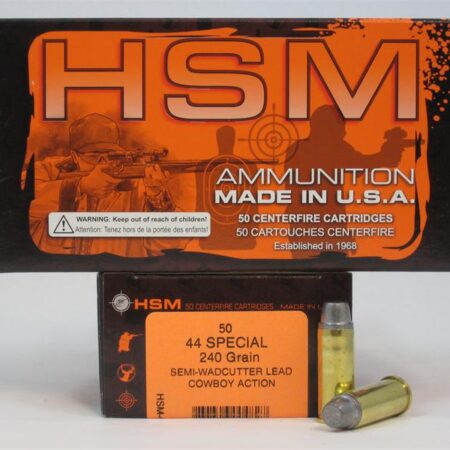 HSM
AMMUNITION
MADE IN U.S.A.
50 CENTERFIRE CARTRIDGES
50 CARTOUCHES CENTERFIRE
Established in 1968
WARNING: Keep out of reach of children!
Attention: Tenez hors de la portée des enfants!
HSM 50 CENTERFIRE CARTRIDGES MADE IN
50
44 SPECIAL
240 Grain
SEMI-WADCUTTER LEAD
COWBOY ACTION
HSM-